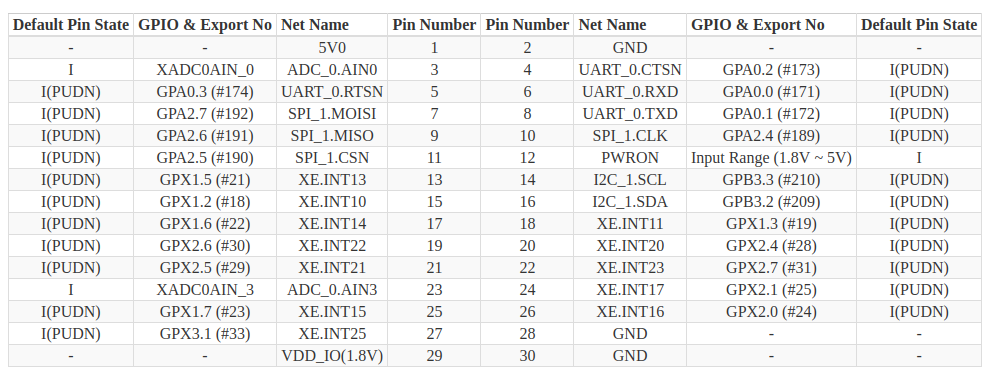 Default Pin State GPIO & Export No Net Name Pin Number Pin Number Net Name GPIO & Export No Default Pin State
- - 5V0 1 2 GND - -
I XADC0AIN_0 ADC_0.AIN0 3 4 UART_0.CTSN GPA0.2 (#173) I(PUDN)
I(PUDN) GPA0.3 (#174) UART_0.RTSN 5 6 UART_0.RXD GPA0.0 (#171) I(PUDN)
I(PUDN) GPA2.7 (#192) SPI_1.MOISI 7 8 UART_0.TXD GPA0.1 (#172) I(PUDN)
I(PUDN) GPA2.6 (#191) SPI_1.MISO 9 10 SPI_1.CLK GPA2.4 (#189) I(PUDN)
I(PUDN) GPA2.5 (#190) SPI_1.CSN 11 12 PWRON Input Range (1.8V ~ 5V) I
I(PUDN) GPX1.5 (#21) XE.INT13 13 14 I2C_1.SCL GPB3.3 (#210) I(PUDN)
I(PUDN) GPX1.2 (#18) XE.INT10 15 16 I2C_1.SDA GPB3.2 (#209) I(PUDN)
I(PUDN) GPX1.6 (#22) XE.INT14 17 18 XE.INT11 GPX1.3 (#19) I(PUDN)
I(PUDN) GPX2.6 (#30) XE.INT22 19 20 XE.INT20 GPX2.4 (#28) I(PUDN)
I(PUDN) GPX2.5 (#29) XE.INT21 21 22 XE.INT23 GPX2.7 (#31) I(PUDN)
I XADC0AIN_3 ADC_0.AIN3 23 24 XE.INT17 GPX2.1 (#25) I(PUDN)
I(PUDN) GPX1.7 (#23) XE.INT15 25 26 XE.INT16 GPX2.0 (#24) I(PUDN)
I(PUDN) GPX3.1 (#33) XE.INT25 27 28 GND - -
- - VDD_IO(1.8V) 29 30 GND - -